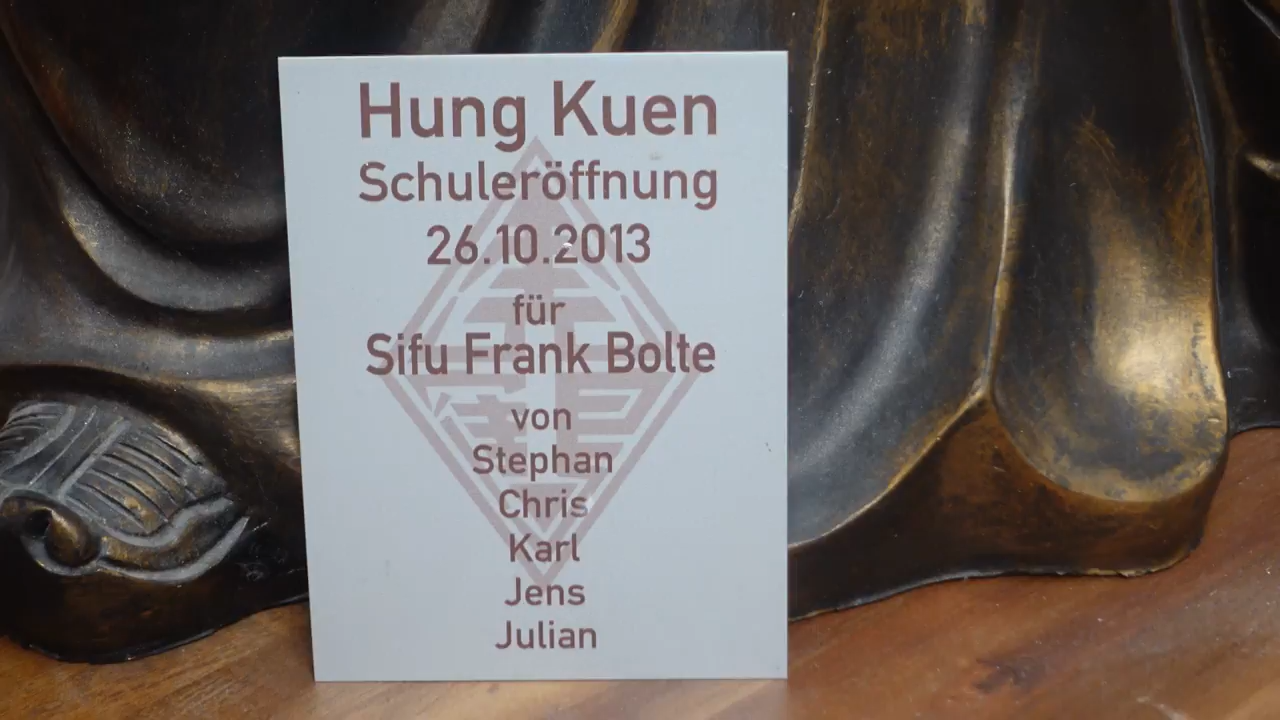 Hung Kuen
Schuleröffnung
26.10.2013
für
Sifu Frank Bolte
von
Stephan
Chris
Karl
Jens
Julian